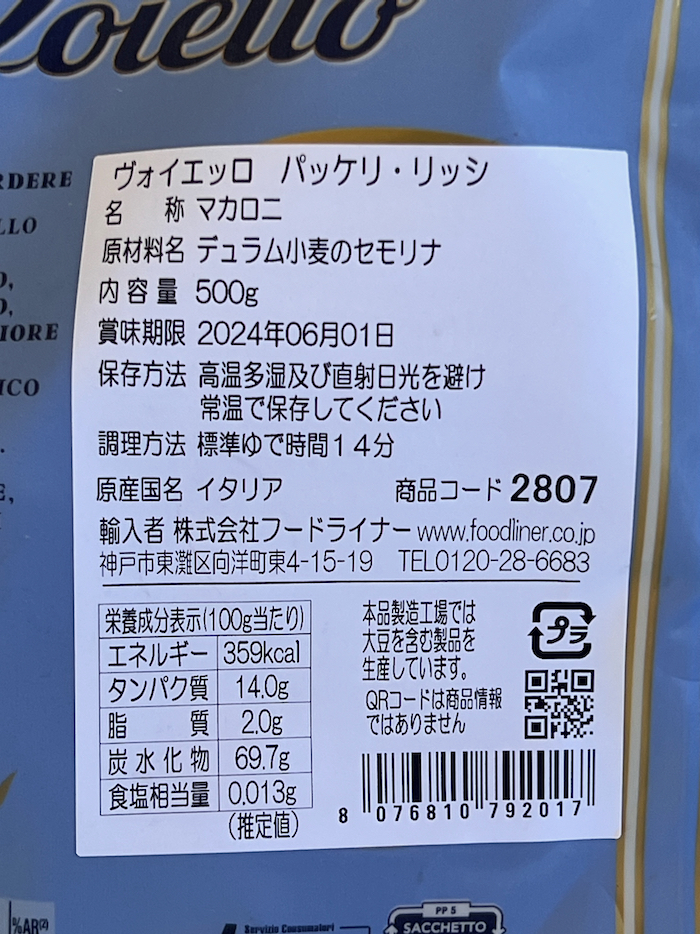 Voiello
RDERE
LLO
IORE
ICO
ヴォイエッロ パッケリ・リッシ
名 称 マカロニ
原材料名 デュラム小麦のセモリナ
内容量 500g
賞味期限 2024年06月01日
保存方法 高温多湿及び直射日光を避け
常温で保存してください
調理方法 標準ゆで時間14分
原産国名 イタリア 商品コード 2807
輸入者 株式会社フードライナー www.foodliner.co.jp
神戸市東灘区向洋町東4-15-19 TEL0120-28-6683
栄養成分表示(100g当たり)
エネルギー 359kcal
タンパク質 14.0g
脂 質 2.0g
炭水化物 69.7g
食塩相当量 0.013g
(推定値)
本品製造工場では
大豆を含む製品を
生産しています。
QRコードは商品情報
ではありません
プラ
8 076810 792017
%AR(2)
Servizio Consumatori
PP 5
SACCHETTO